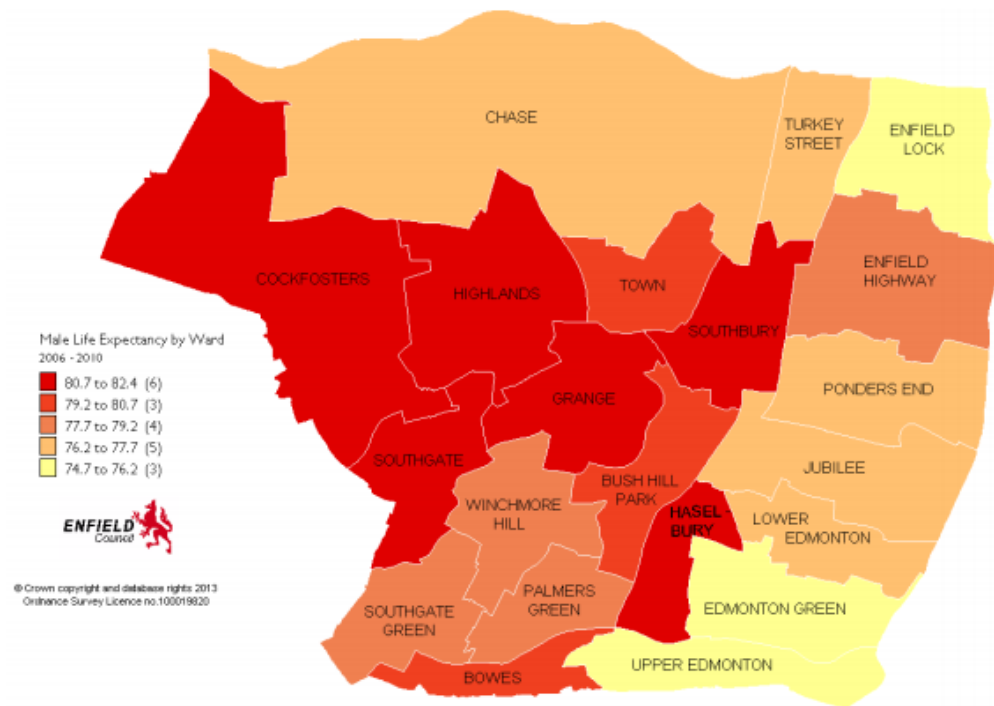 CHASE
TURKEY
STREET
ENFIELD
LOCK
COCKFOSTERS
HIGHLANDS
TOWN
ENFIELD
HIGHWAY
SOUTHBURY
Male Life Expectancy by Ward
2006 - 2010
80.7 to 82.4 (6)
79.2 to 80.7 (3)
77.7 to 79.2 (4)
76.2 to 77.7 (5)
74.7 to 76.2 (3)
GRANGE
PONDERS END
SOUTHGATE
JUBILEE
BUSH HILL
PARK
WINCHMORE
HILL
HASEL-
BURY
LOWER
EDMONTON
ENFIELD
Council
© Crown copyright and database rights 2013
Ordnance Survey Licence no.100019820
PALMERS
GREEN
SOUTHGATE
GREEN
EDMONTON GREEN
UPPER EDMONTON
BOWES